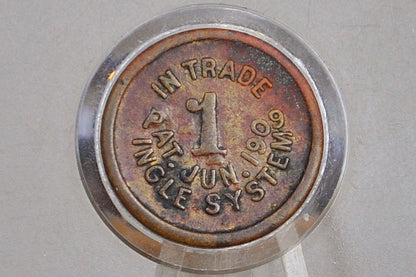 IN TRADE
1
PAT. JUN. 1909
INGLE SYSTEM